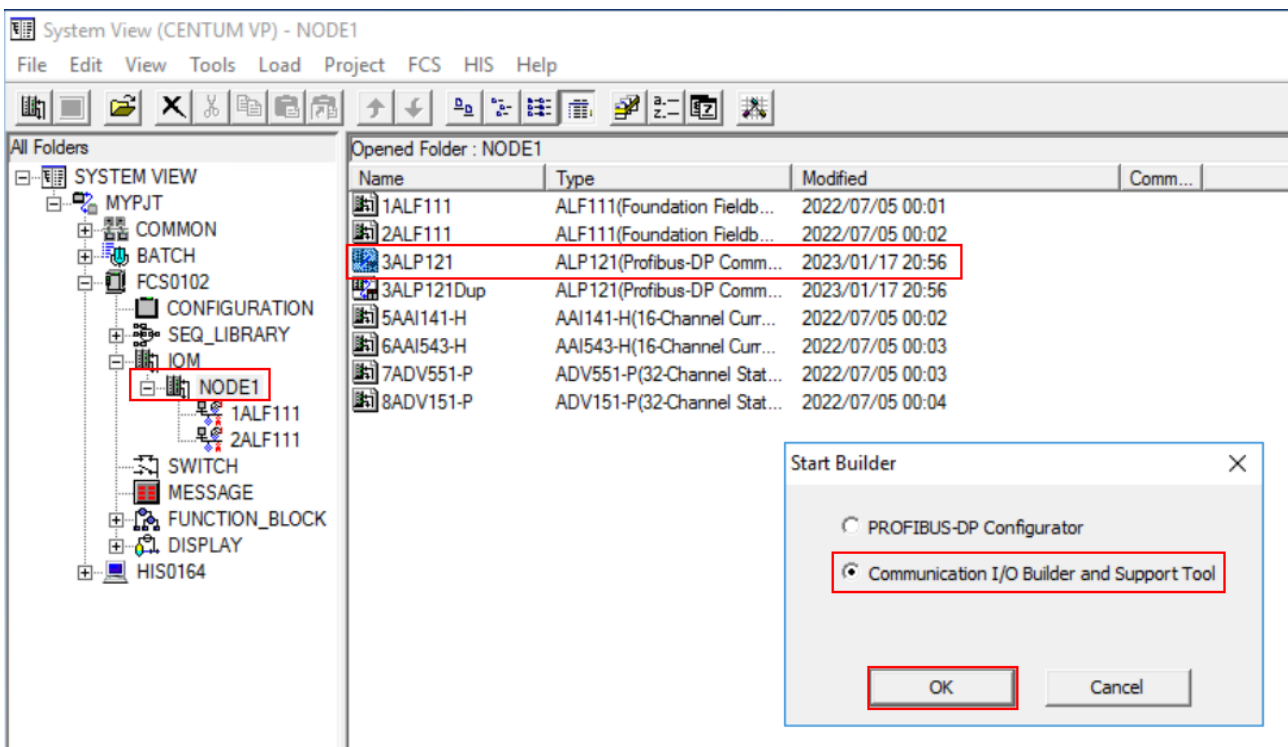 System View (CENTUM VP) - NODE1
File Edit View Tools Load Project FCS HIS Help
All Folders
SYSTEM VIEW
MYPJT
COMMON
BATCH
FCS0102
CONFIGURATION
SEQ_LIBRARY
IOM
NODE1
1ALF111
2ALF111
SWITCH
MESSAGE
FUNCTION_BLOCK
DISPLAY
HIS0164
Opened Folder : NODE1
Name Type Modified Comm...
1ALF111 ALF111(Foundation Fieldb... 2022/07/05 00:01
2ALF111 ALF111(Foundation Fieldb... 2022/07/05 00:02
3ALP121 ALP121(Profibus-DP Comm... 2023/01/17 20:56
3ALP121Dup ALP121(Profibus-DP Comm... 2023/01/17 20:56
5AAI141-H AAI141-H(16-Channel Curr... 2022/07/05 00:02
6AAI543-H AAI543-H(16-Channel Curr... 2022/07/05 00:03
7ADV551-P ADV551-P(32-Channel Stat... 2022/07/05 00:03
8ADV151-P ADV151-P(32-Channel Stat... 2022/07/05 00:04
Start Builder
PROFIBUS-DP Configurator
Communication I/O Builder and Support Tool
OK Cancel